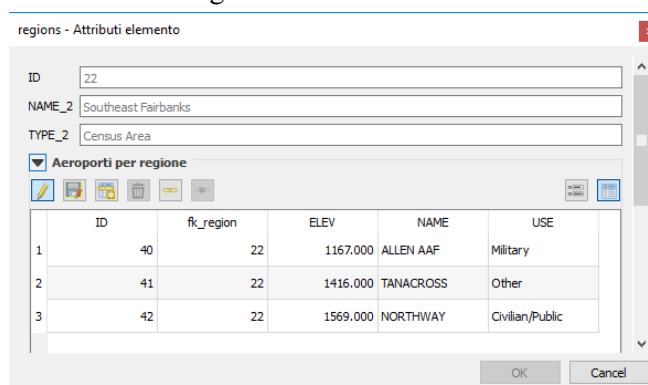 regions - Attributi elemento
ID 22
NAME_2 Southeast Fairbanks
TYPE_2 Census Area
Aeroporti per regione
ID fk_region ELEV NAME USE
1 40 22 1167.000 ALLEN AAF Military
2 41 22 1416.000 TANACROSS Other
3 42 22 1569.000 NORTHWAY Civilian/Public
OK Cancel